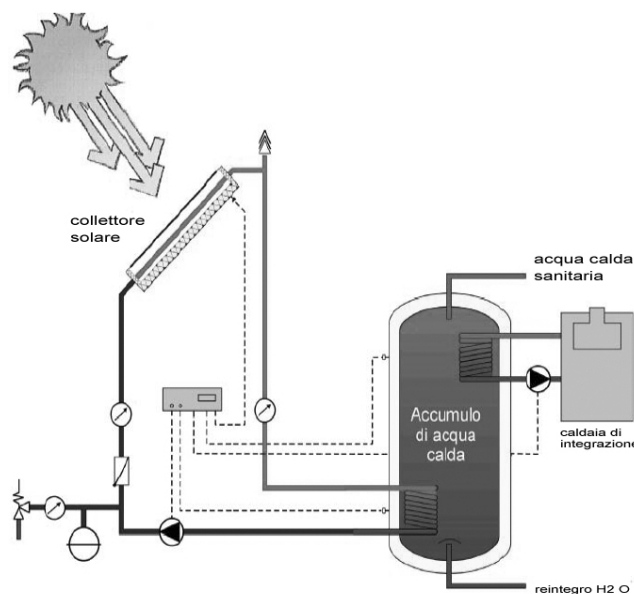 collettore
solare
acqua calda
sanitaria
Accumulo
di acqua
calda
caldaia di
integrazione
reintegro H2 O